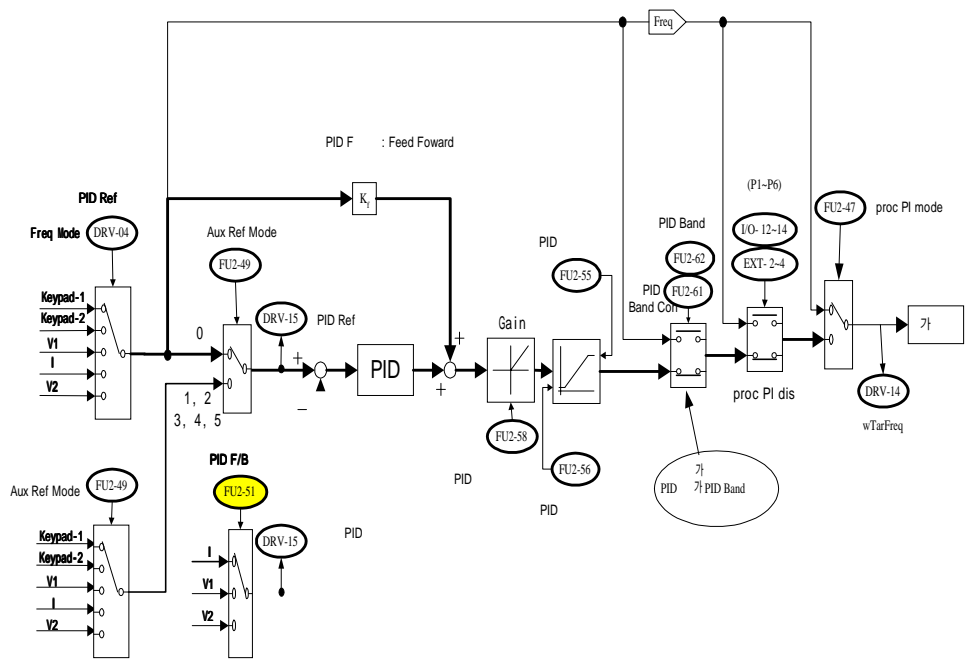 Freq
PID F : Feed Foward
Kf
(P1~P6)
PID Ref
FU2-47
proc PI mode
Freq Mode
DRV-04
Aux Ref Mode
PID
PID Band
I/O- 12~14
FU2-49
FU2-62
EXT- 2~4
FU2-55
PID
FU2-61
Band Con
Keypad-1
Keypad-2
V1
I
V2
0
DRV-15
PID Ref
Gain
가
+
−
PID
+
+
1, 2
3, 4, 5
proc PI dis
DRV-14
wTarFreq
FU2-58
PID F/B
FU2-56
가
PID 가 PID Band
PID
Aux Ref Mode
FU2-49
FU2-51
PID
PID
DRV-15
Keypad-1
Keypad-2
V1
I
V2
I
V1
V2